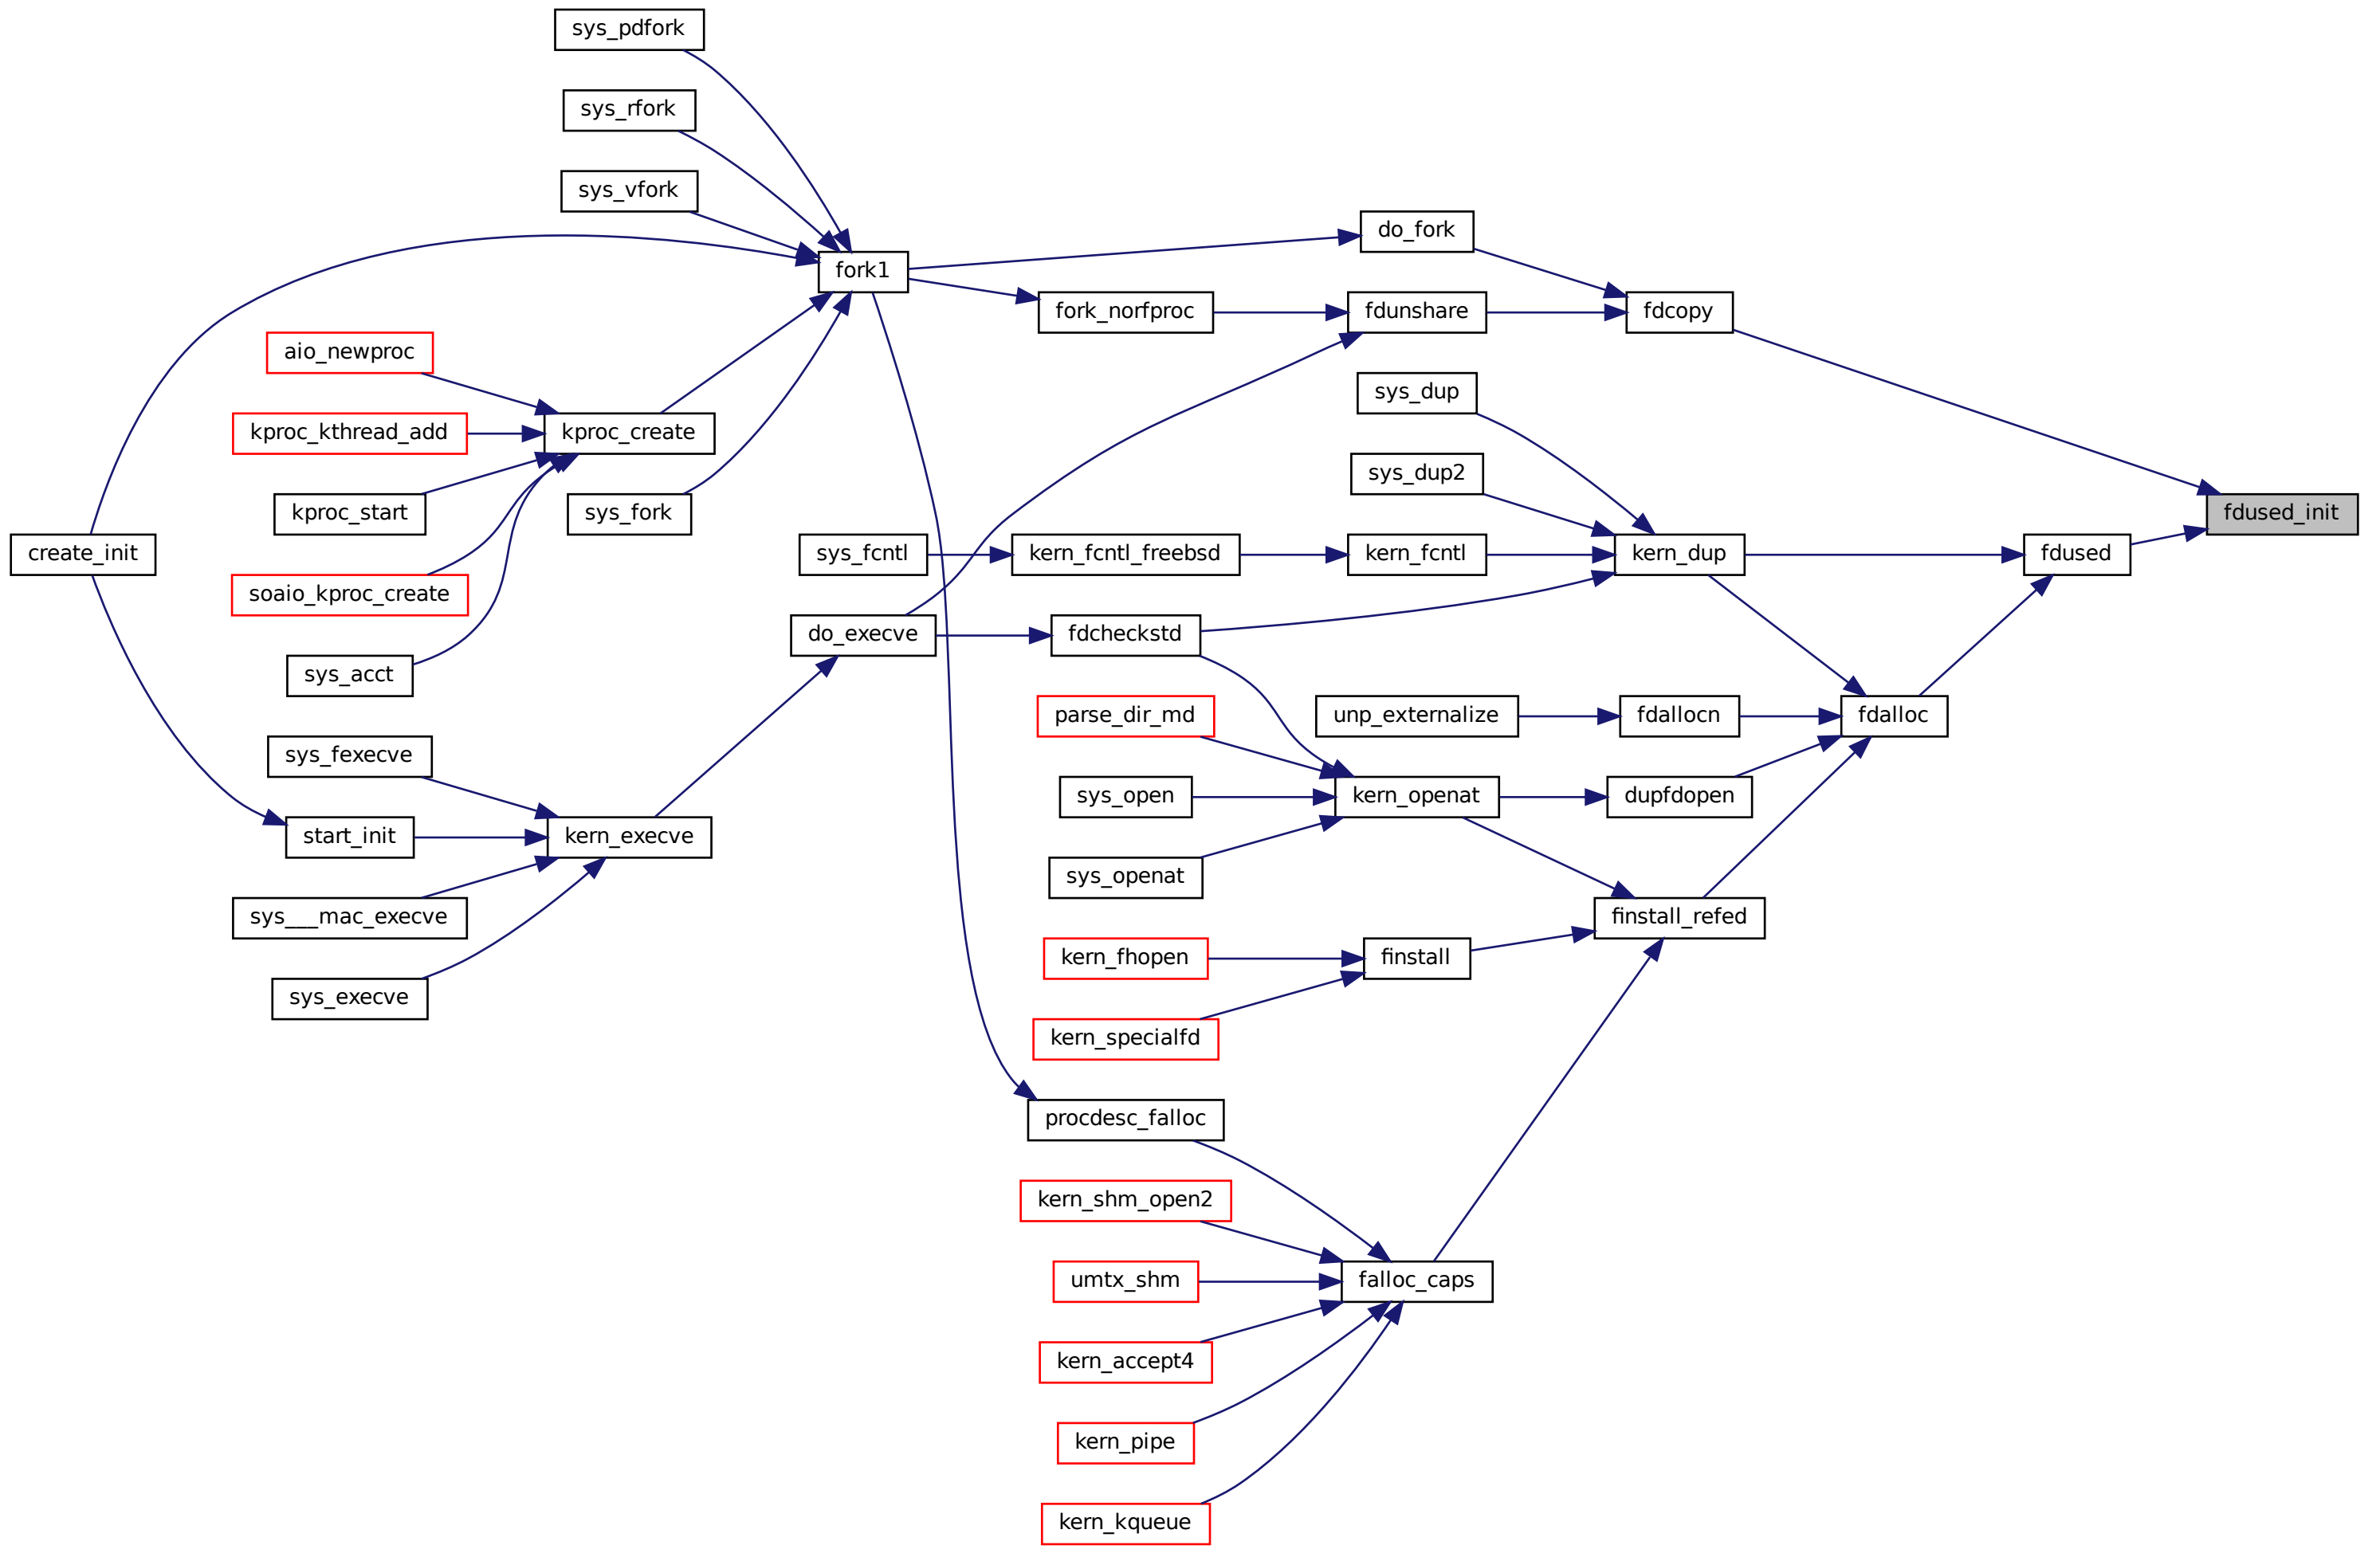 sys_pdfork
sys_rfork
sys_vfork
do_fork
fork1
fork_norfproc
fdunshare
fdcopy
aio_newproc
sys_dup
kproc_kthread_add
kproc_create
sys_dup2
kproc_start
sys_fork
fdused_init
create_init
sys_fcntl
kern_fcntl_freebsd
kern_fcntl
kern_dup
fdused
soaio_kproc_create
do_execve
fdcheckstd
sys_acct
parse_dir_md
unp_externalize
fdallocn
fdalloc
sys_fexecve
sys_open
kern_openat
dupfdopen
start_init
kern_execve
sys_openat
sys___mac_execve
finstall_refed
kern_fhopen
finstall
sys_execve
kern_specialfd
procdesc_falloc
kern_shm_open2
umtx_shm
falloc_caps
kern_accept4
kern_pipe
kern_kqueue